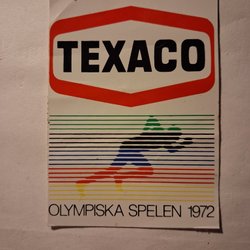 TEXACO
OLYMPISKA SPELEN 1972